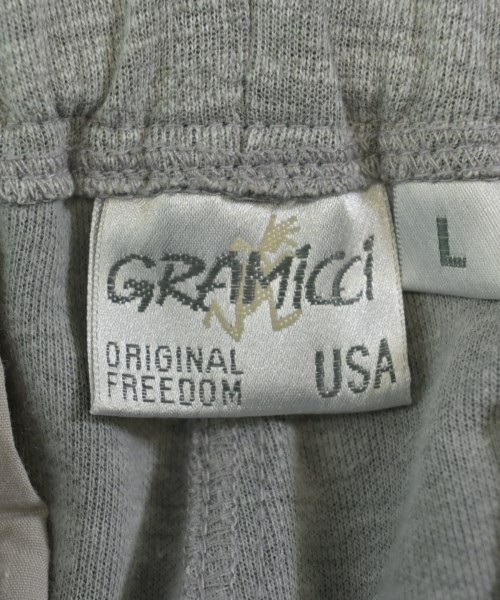 GRAMiCCi
ORIGINAL
FREEDOM
USA
L